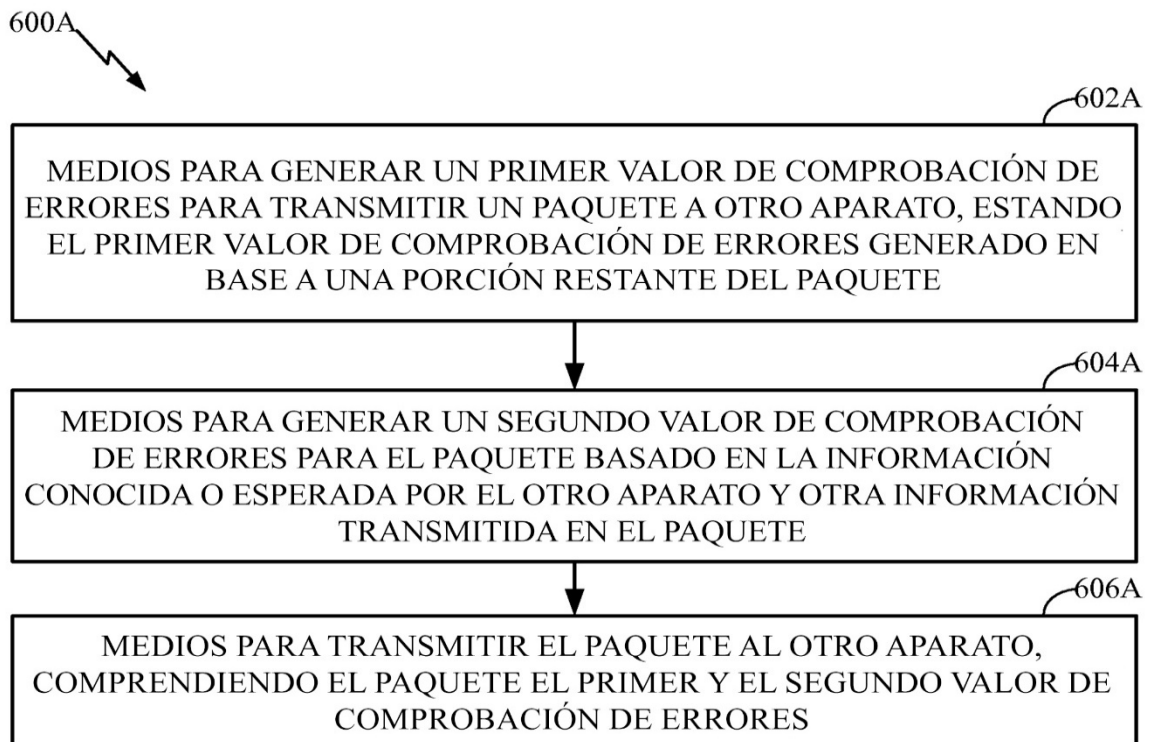 600A
602A
MEDIOS PARA GENERAR UN PRIMER VALOR DE COMPROBACIÓN DE
ERRORES PARA TRANSMITIR UN PAQUETE A OTRO APARATO, ESTANDO
EL PRIMER VALOR DE COMPROBACIÓN DE ERRORES GENERADO EN
BASE A UNA PORCIÓN RESTANTE DEL PAQUETE
604A
MEDIOS PARA GENERAR UN SEGUNDO VALOR DE COMPROBACIÓN
DE ERRORES PARA EL PAQUETE BASADO EN LA INFORMACIÓN
CONOCIDA O ESPERADA POR EL OTRO APARATO Y OTRA INFORMACIÓN
TRANSMITIDA EN EL PAQUETE
606A
MEDIOS PARA TRANSMITIR EL PAQUETE AL OTRO APARATO,
COMPRENDIENDO EL PAQUETE EL PRIMER Y EL SEGUNDO VALOR DE
COMPROBACIÓN DE ERRORES